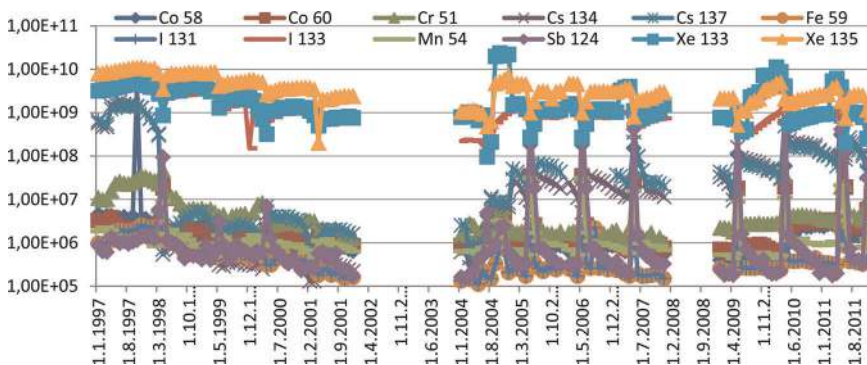 Co 58 Co 60 Cr 51 Cs 134 Cs 137 Fe 59
I 131 I 133 Mn 54 Sb 124 Xe 133 Xe 135
1,00E+11
1,00E+10
1,00E+09
1,00E+08
1,00E+07
1,00E+06
1,00E+05
1.1.1997
1.8.1997
1.3.1998
1.10.1...
1.5.1999
1.12.1...
1.7.2000
1.2.2001
1.9.2001
1.4.2002
1.11.2...
1.6.2003
1.1.2004
1.8.2004
1.3.2005
1.10.2...
1.5.2006
1.12.2...
1.7.2007
1.2.2008
1.9.2008
1.4.2009
1.11.2...
1.6.2010
1.1.2011
1.8.2011